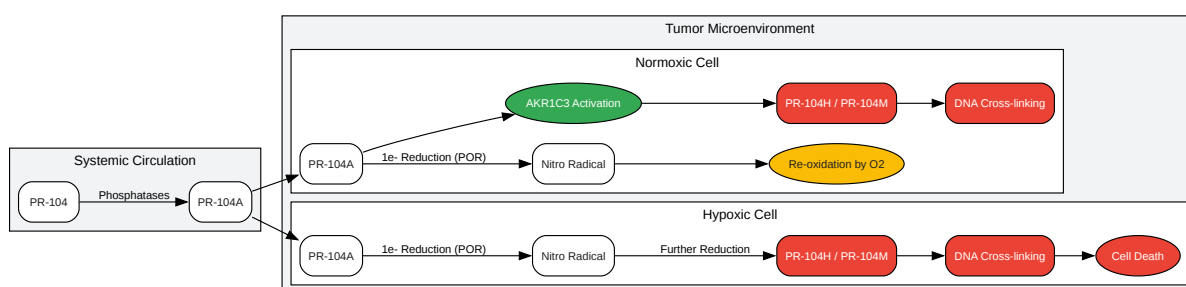 Tumor Microenvironment
Normoxic Cell
AKR1C3 Activation
PR-104H / PR-104M
DNA Cross-linking
Systemic Circulation
PR-104A
1e- Reduction (POR)
Nitro Radical
Re-oxidation by O2
PR-104
Phosphatases
PR-104A
Hypoxic Cell
PR-104A
1e- Reduction (POR)
Nitro Radical
Further Reduction
PR-104H / PR-104M
DNA Cross-linking
Cell Death